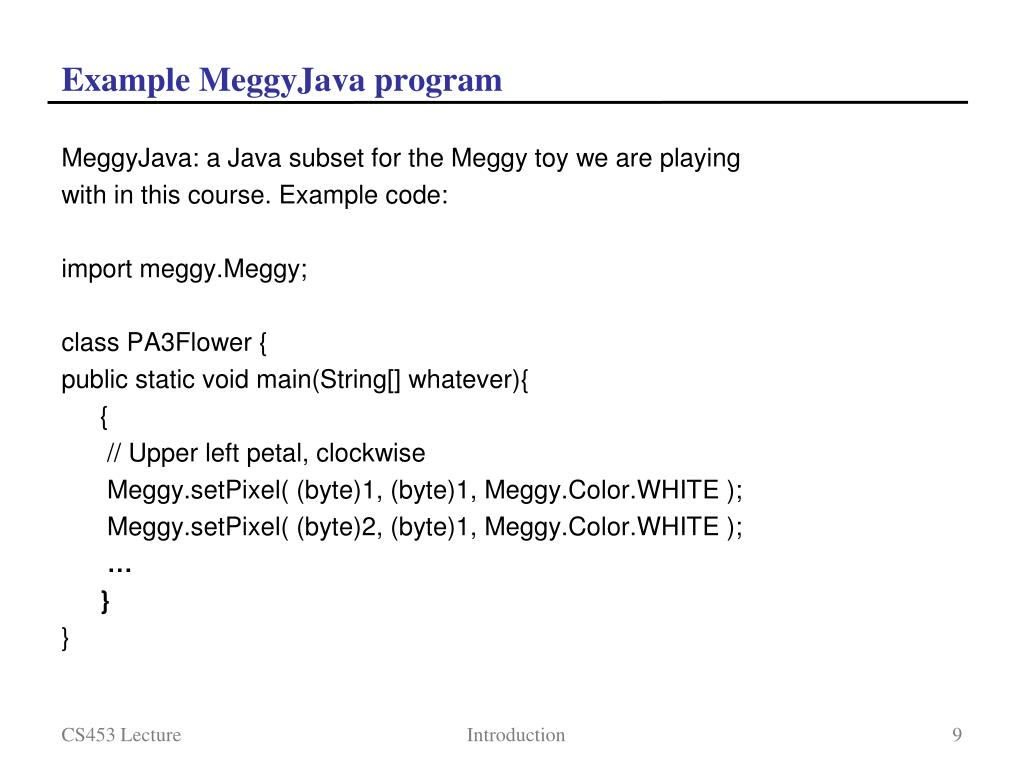 Example MeggyJava program
MeggyJava: a Java subset for the Meggy toy we are playing
with in this course. Example code:
import meggy.Meggy;
class PA3Flower {
public static void main(String[] whatever){
{
// Upper left petal, clockwise
Meggy.setPixel( (byte)1, (byte)1, Meggy.Color.WHITE );
Meggy.setPixel( (byte)2, (byte)1, Meggy.Color.WHITE );
…
}
}
CS453 Lecture
Introduction
9